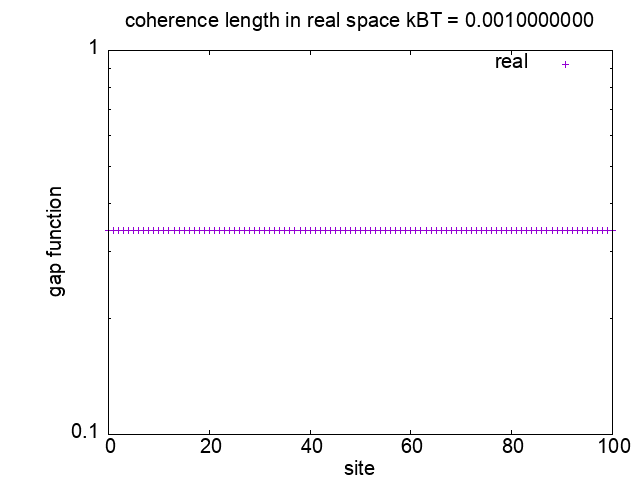 coherence length in real space kBT = 0.0010000000
1
real
gap function
0.1
0 20 40 60 80 100
site